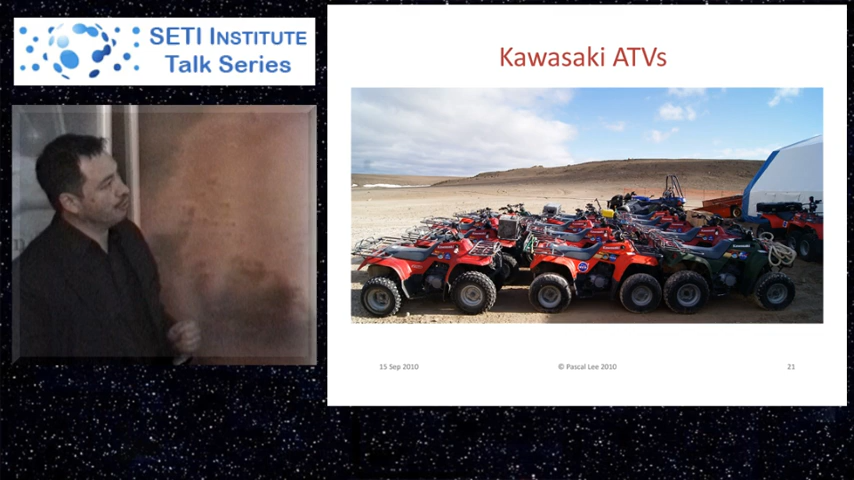 SETI INSTITUTE
Talk Series
Kawasaki ATVs
15 Sep 2010
© Pascal Lee 2010
21